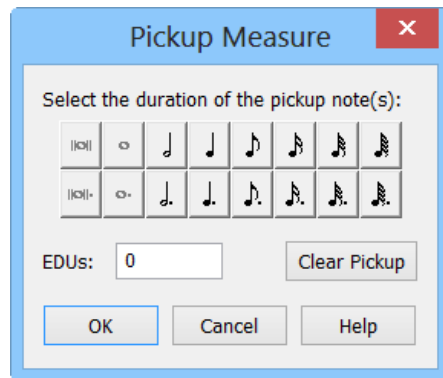 Pickup Measure
Select the duration of the pickup note(s):
EDUs: 0 Clear Pickup
OK Cancel Help